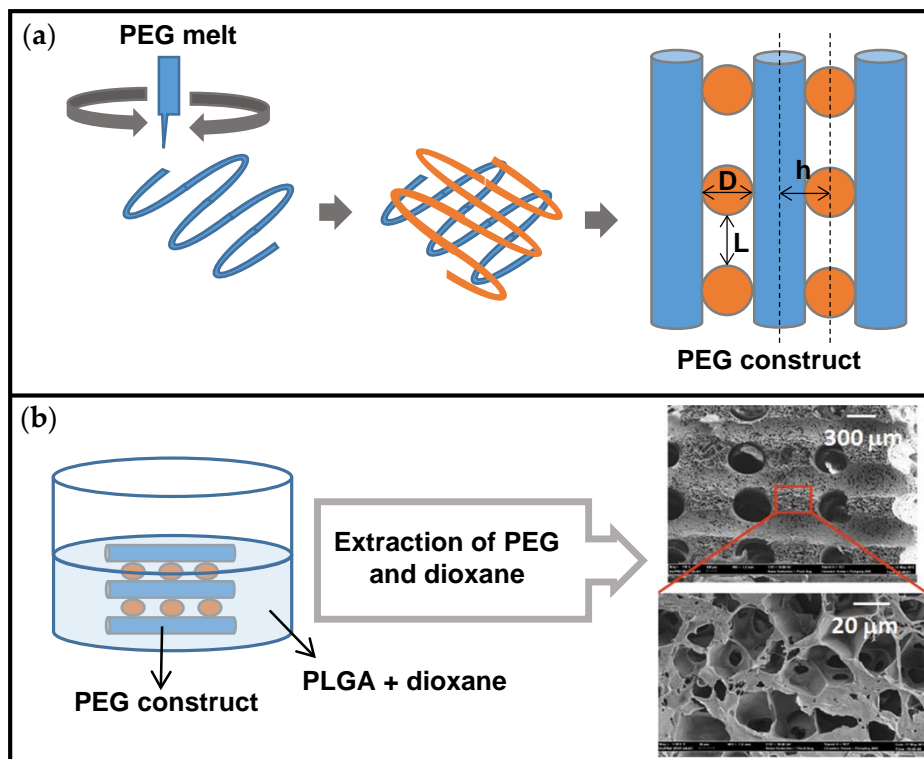 (a)
PEG melt
D
h
L
PEG construct
(b)
Extraction of PEG
and dioxane
PEG construct
PLGA + dioxane
300 µm
20 µm